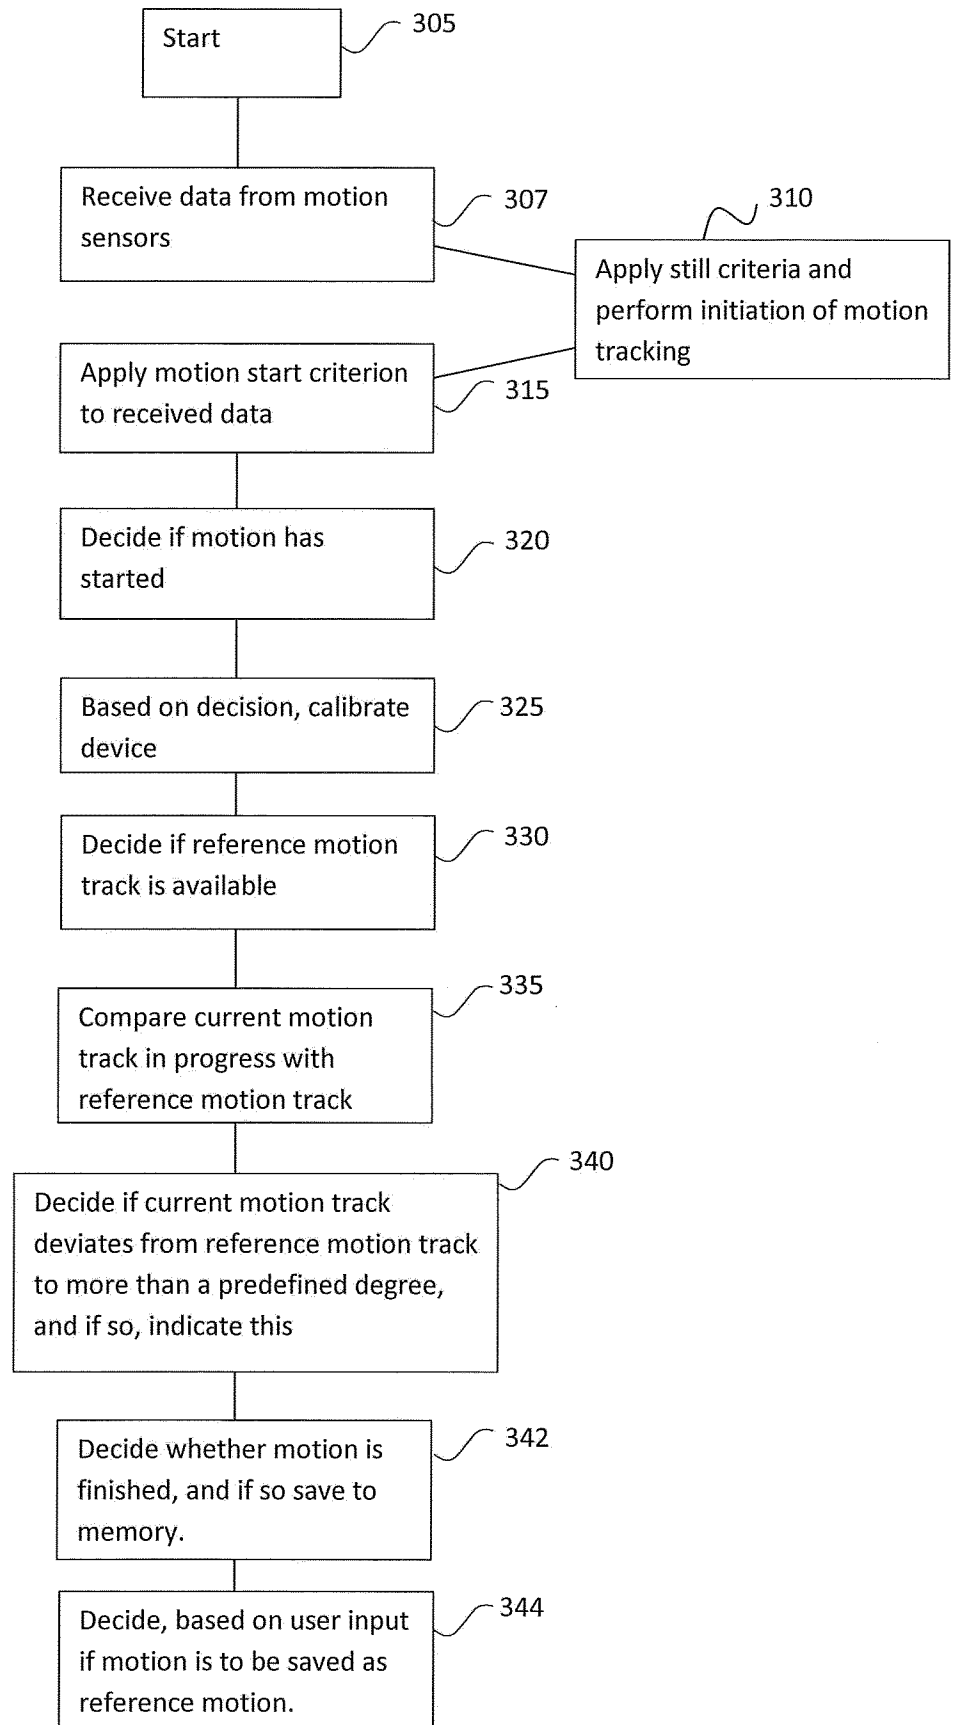 Start
305
Receive data from motion
sensors
307
310
Apply still criteria and
perform initiation of motion
tracking
Apply motion start criterion
to received data
315
Decide if motion has
started
320
Based on decision, calibrate
device
325
Decide if reference motion
track is available
330
335
Compare current motion
track in progress with
reference motion track
340
Decide if current motion track
deviates from reference motion track
to more than a predefined degree,
and if so, indicate this
Decide whether motion is
finished, and if so save to
memory.
342
Decide, based on user input
if motion is to be saved as
reference motion.
344